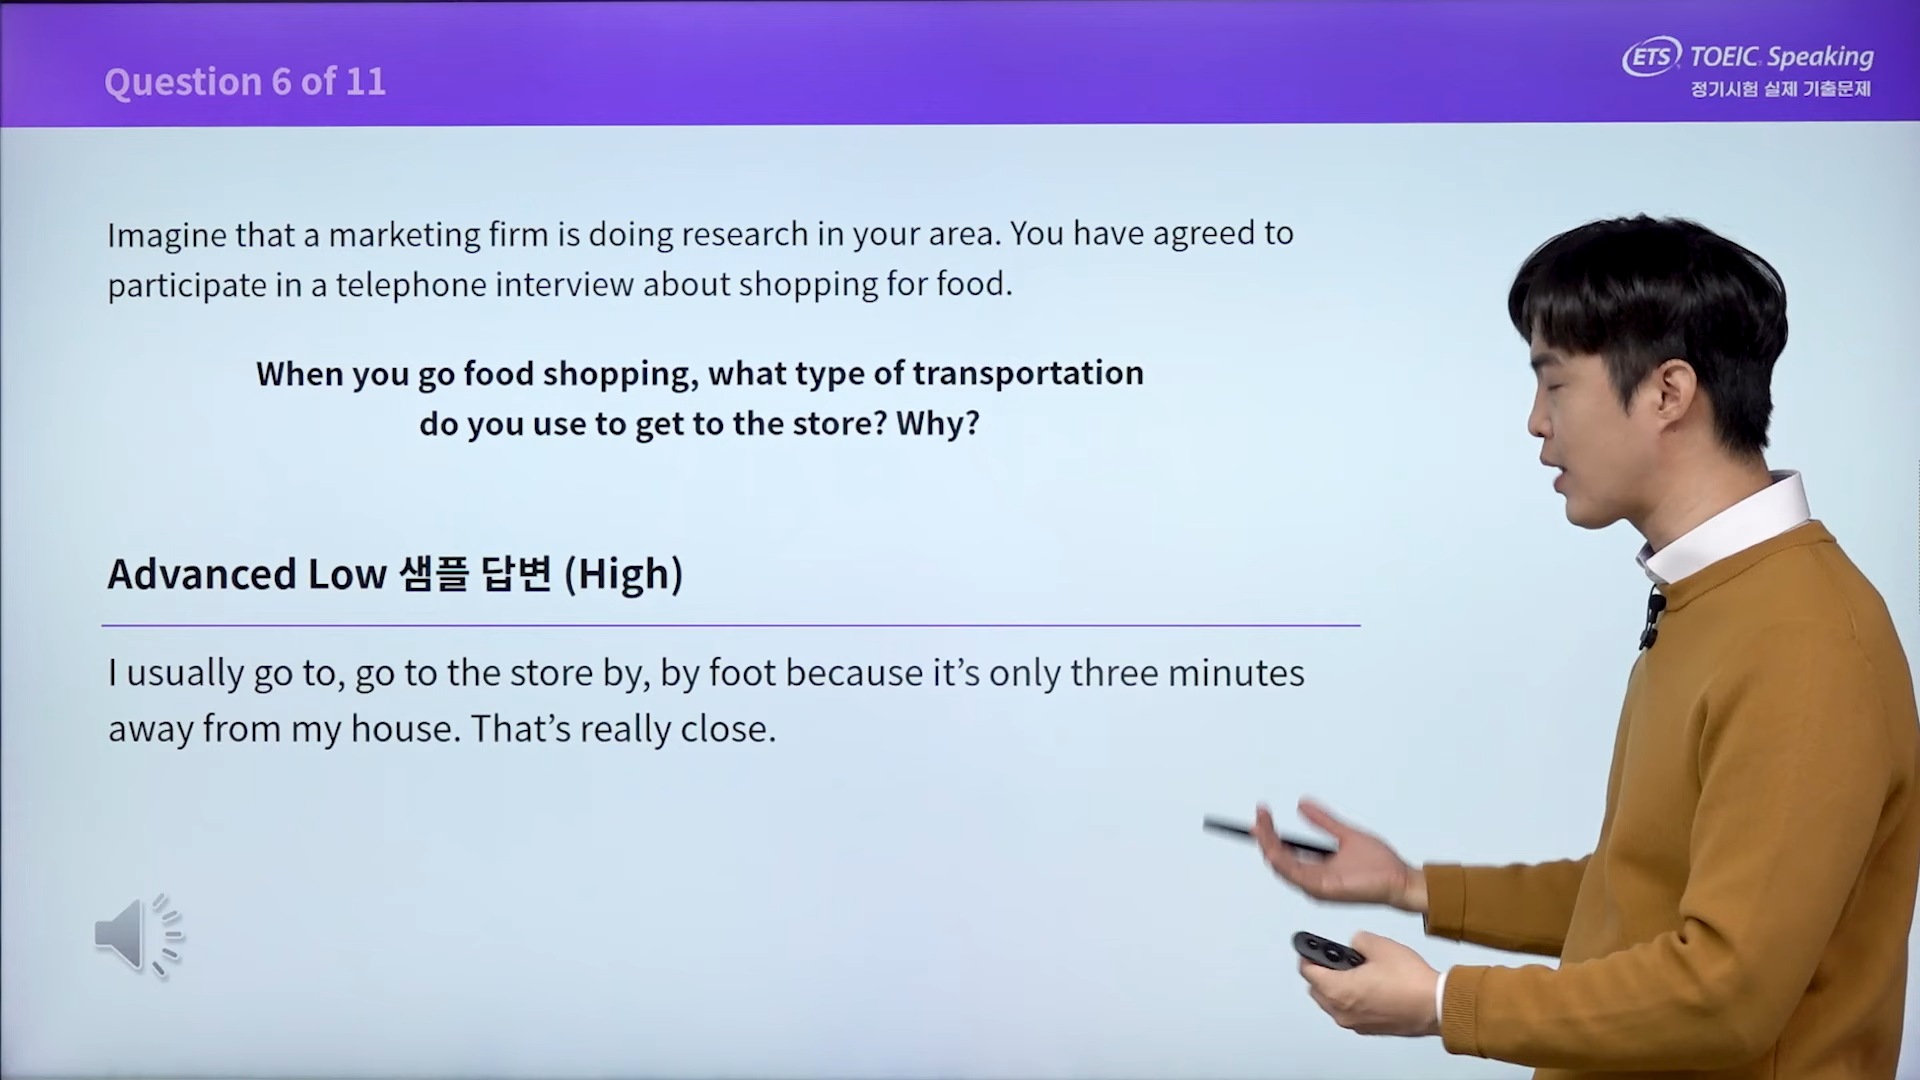 Question 6 of 11
ETS TOEIC Speaking
정기시험 실제 기출문제
Imagine that a marketing firm is doing research in your area. You have agreed to
participate in a telephone interview about shopping for food.
When you go food shopping, what type of transportation
do you use to get to the store? Why?
Advanced Low 샘플 답변 (High)
I usually go to, go to the store by, by foot because it's only three minutes
away from my house. That's really close.